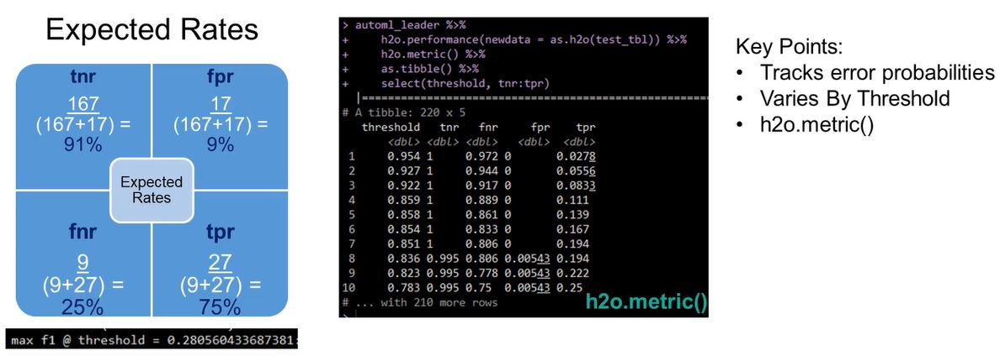 Expected Rates
tnr
167
(167+17) =
91%
fpr
17
(167+17) =
9%
Expected
Rates
fnr
9
(9+27) =
25%
tpr
27
(9+27) =
75%
max f1 @ threshold = 0.280560433687381:
> automl_leader %>%
+ h2o.performance(newdata = as.h2o(test_tbl)) %>%
+ h2o.metric() %>%
+ as.tibble() %>%
+ select(threshold, tnr:tpr)
|======================================================
# A tibble: 220 x 5
threshold tnr fnr fpr tpr
<dbl> <dbl> <dbl> <dbl> <dbl>
1 0.954 1 0.972 0 0.0278
2 0.927 1 0.944 0 0.0556
3 0.922 1 0.917 0 0.0833
4 0.859 1 0.889 0 0.111
5 0.858 1 0.861 0 0.139
6 0.854 1 0.833 0 0.167
7 0.851 1 0.806 0 0.194
8 0.836 0.995 0.806 0.00543 0.194
9 0.823 0.995 0.778 0.00543 0.222
10 0.783 0.995 0.75 0.00543 0.25
# ... with 210 more rows
h2o.metric()
Key Points:
• Tracks error probabilities
• Varies By Threshold
• h2o.metric()